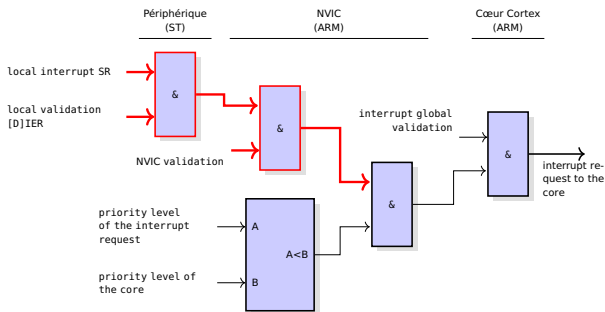 Périphérique
(ST)
NVIC
(ARM)
Cœur Cortex
(ARM)
local interrupt SR
&
local validation
[D]IER
&
NVIC validation
interrupt global
validation
&
interrupt re-
quest to the
core
&
priority level
of the interrupt
request
A
A<B
priority level of
the core
B